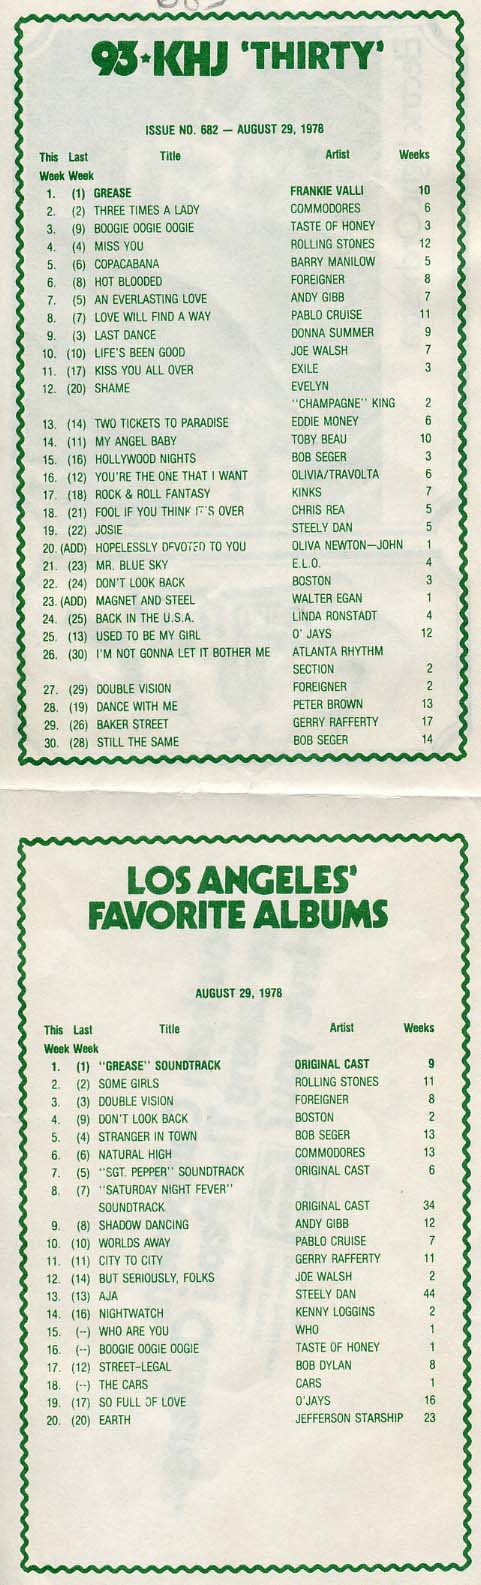 93★KHJ 'THIRTY'
ISSUE NO. 682 — AUGUST 29, 1978
This Last Title Artist Weeks
Week Week
1. (1) GREASE FRANKIE VALLI 10
2. (2) THREE TIMES A LADY COMMODORES 6
3. (9) BOOGIE OOGIE OOGIE TASTE OF HONEY 3
4. (4) MISS YOU ROLLING STONES 12
5. (6) COPACABANA BARRY MANILOW 5
6. (8) HOT BLOODED FOREIGNER 8
7. (5) AN EVERLASTING LOVE ANDY GIBB 7
8. (7) LOVE WILL FIND A WAY PABLO CRUISE 11
9. (3) LAST DANCE DONNA SUMMER 9
10. (10) LIFE'S BEEN GOOD JOE WALSH 7
11. (17) KISS YOU ALL OVER EXILE 3
12. (20) SHAME EVELYN
"CHAMPAGNE" KING 2
13. (14) TWO TICKETS TO PARADISE EDDIE MONEY 6
14. (11) MY ANGEL BABY TOBY BEAU 10
15. (16) HOLLYWOOD NIGHTS BOB SEGER 3
16. (12) YOU'RE THE ONE THAT I WANT OLIVIA/TRAVOLTA 6
17. (18) ROCK & ROLL FANTASY KINKS 7
18. (21) FOOL IF YOU THINK IT'S OVER CHRIS REA 5
19. (22) JOSIE STEELY DAN 5
20. (ADD) HOPELESSLY DEVOTED TO YOU OLIVA NEWTON—JOHN 1
21. (23) MR. BLUE SKY E.L.O. 4
22. (24) DON'T LOOK BACK BOSTON 3
23. (ADD) MAGNET AND STEEL WALTER EGAN 1
24. (25) BACK IN THE U.S.A. LINDA RONSTADT 4
25. (13) USED TO BE MY GIRL O' JAYS 12
26. (30) I'M NOT GONNA LET IT BOTHER ME ATLANTA RHYTHM
SECTION 2
27. (29) DOUBLE VISION FOREIGNER 2
28. (19) DANCE WITH ME PETER BROWN 13
29. (26) BAKER STREET GERRY RAFFERTY 17
30. (28) STILL THE SAME BOB SEGER 14
LOS ANGELES'
FAVORITE ALBUMS
AUGUST 29, 1978
This Last Title Artist Weeks
Week Week
1. (1) "GREASE" SOUNDTRACK ORIGINAL CAST 9
2. (2) SOME GIRLS ROLLING STONES 11
3. (3) DOUBLE VISION FOREIGNER 8
4. (9) DON'T LOOK BACK BOSTON 2
5. (4) STRANGER IN TOWN BOB SEGER 13
6. (6) NATURAL HIGH COMMODORES 13
7. (5) "SGT. PEPPER" SOUNDTRACK ORIGINAL CAST 6
8. (7) "SATURDAY NIGHT FEVER"
SOUNDTRACK ORIGINAL CAST 34
9. (8) SHADOW DANCING ANDY GIBB 12
10. (10) WORLDS AWAY PABLO CRUISE 7
11. (11) CITY TO CITY GERRY RAFFERTY 11
12. (14) BUT SERIOUSLY, FOLKS JOE WALSH 2
13. (13) AJA STEELY DAN 44
14. (16) NIGHTWATCH KENNY LOGGINS 2
15. (--) WHO ARE YOU WHO 1
16. (--) BOOGIE OOGIE OOGIE TASTE OF HONEY 1
17. (12) STREET-LEGAL BOB DYLAN 8
18. (--) THE CARS CARS 1
19. (17) SO FULL OF LOVE O'JAYS 16
20. (20) EARTH JEFFERSON STARSHIP 23